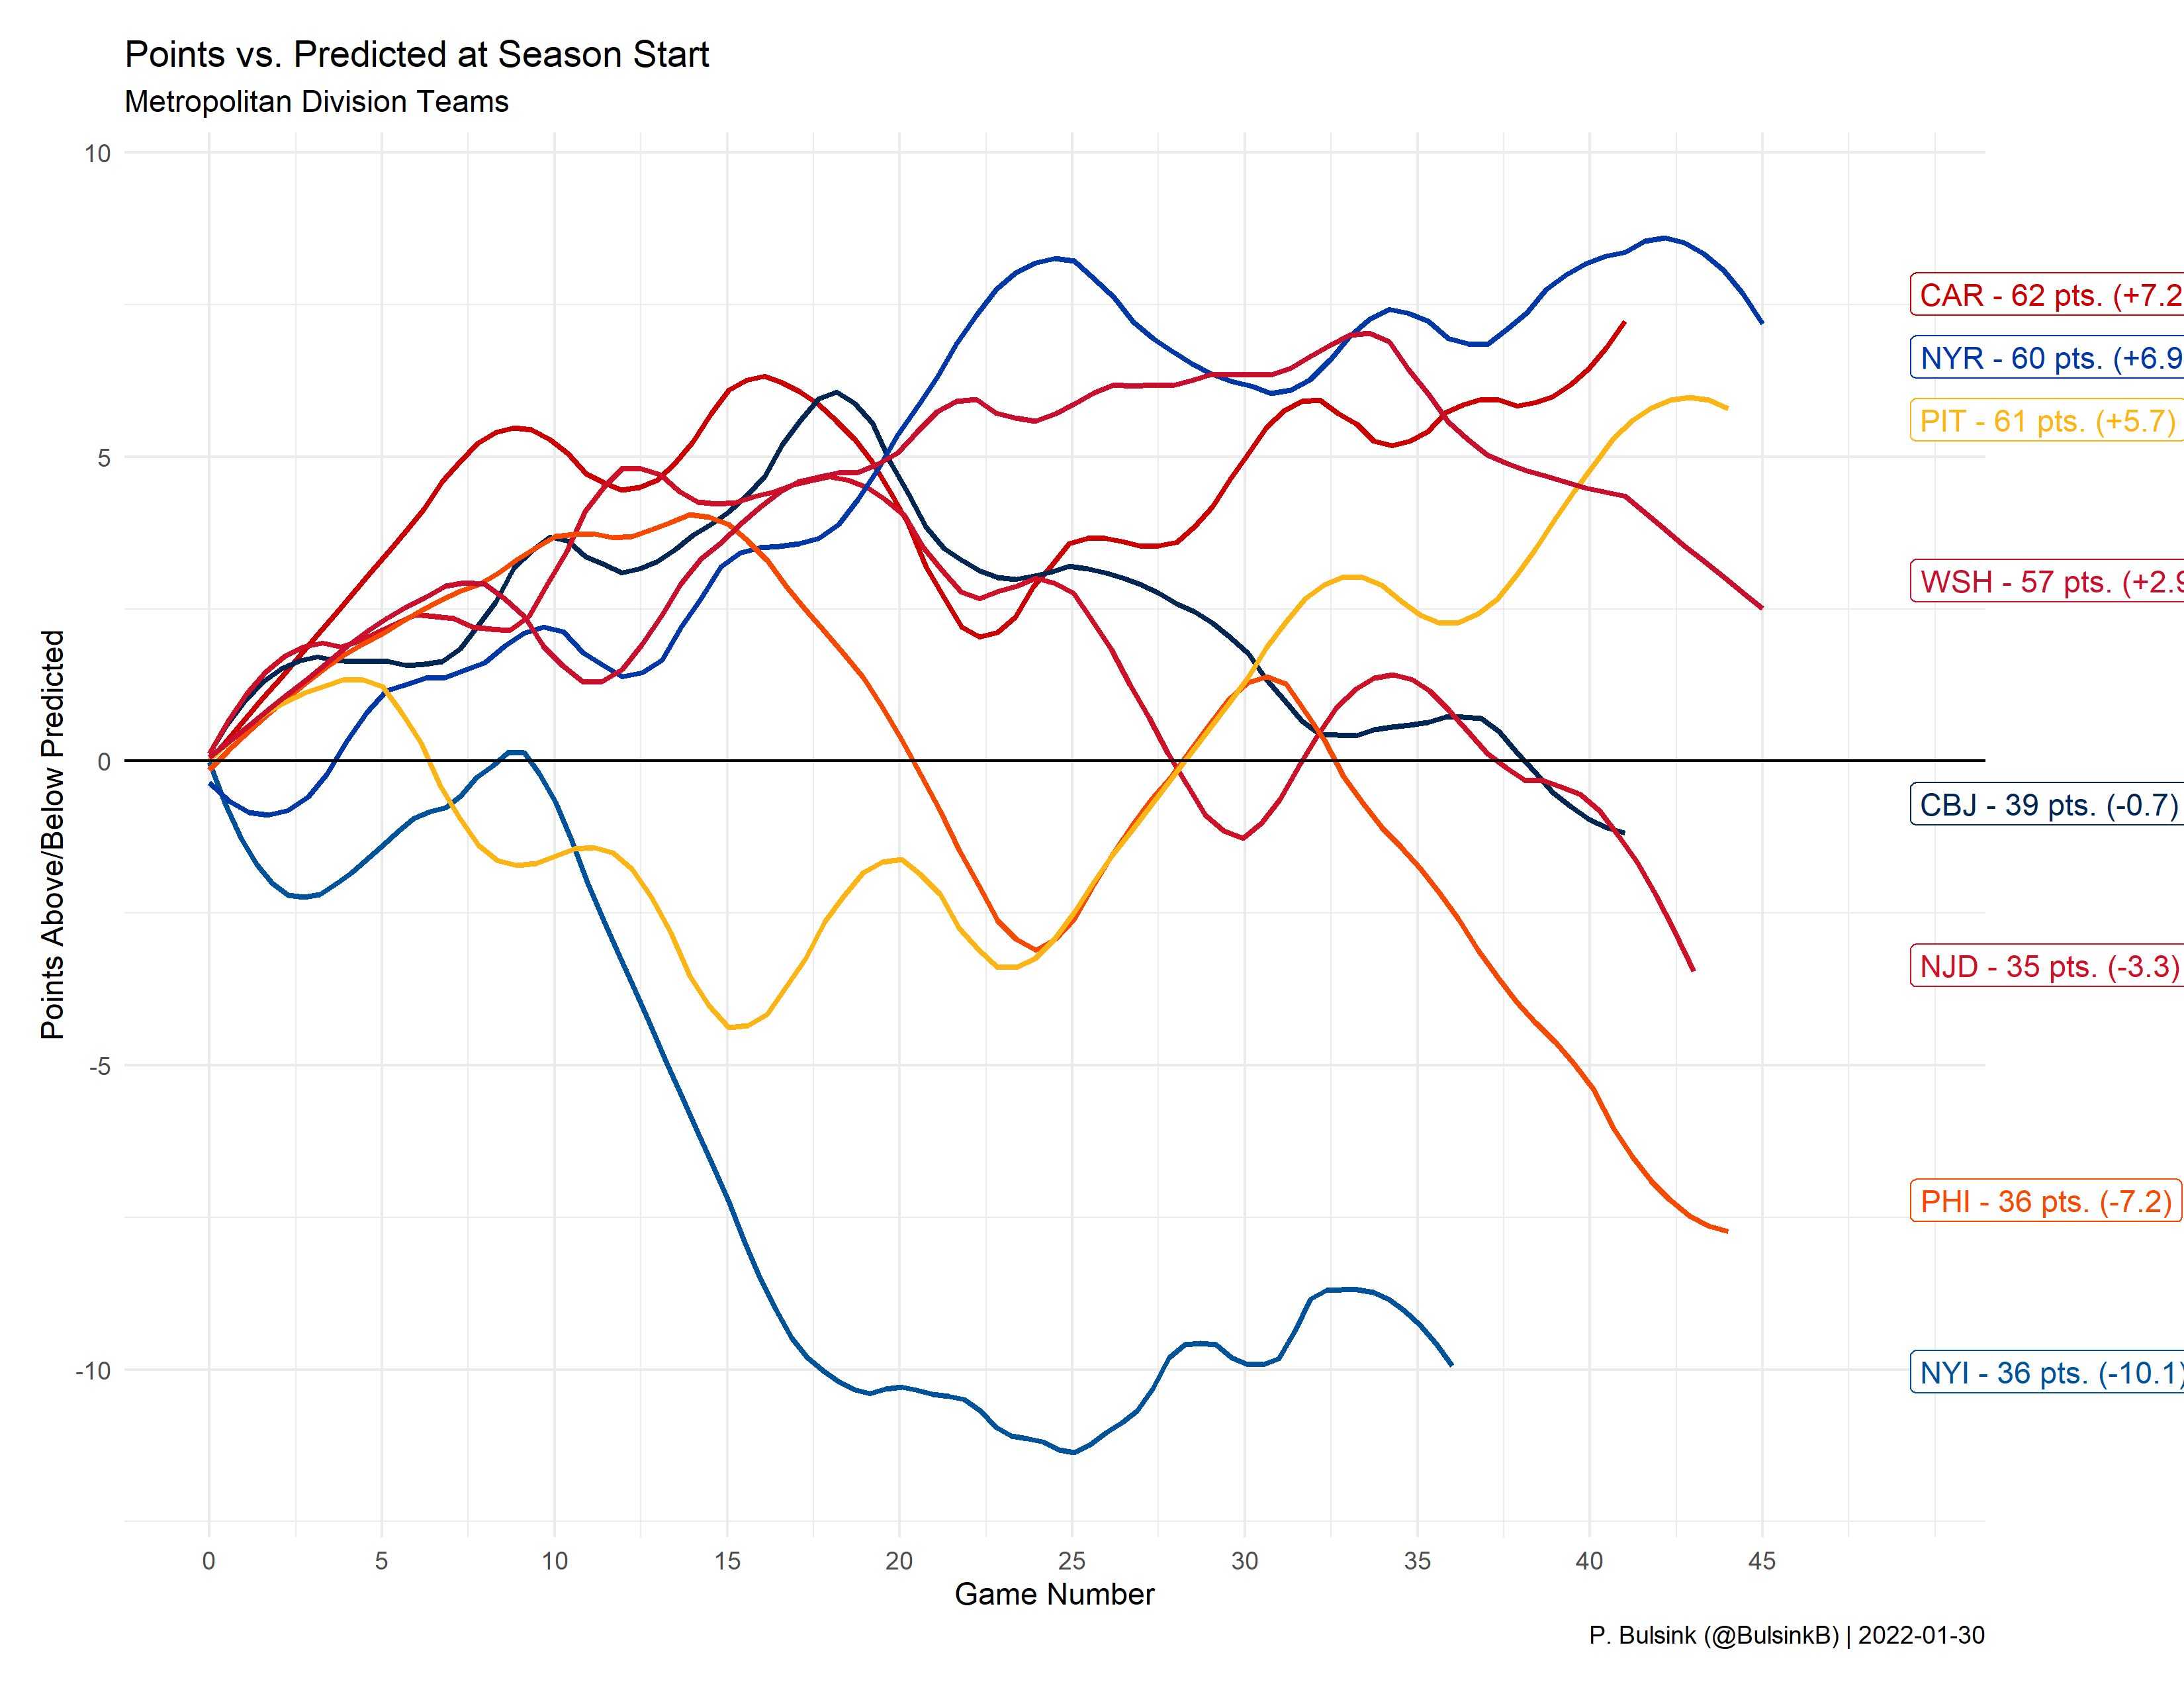 Points vs. Predicted at Season Start
Metropolitan Division Teams
Points Above/Below Predicted
10
5
0
-5
-10
CAR - 62 pts. (+7.2
NYR - 60 pts. (+6.9
PIT - 61 pts. (+5.7)
WSH - 57 pts. (+2.9
CBJ - 39 pts. (-0.7)
NJD - 35 pts. (-3.3)
PHI - 36 pts. (-7.2)
NYI - 36 pts. (-10.1)
0 5 10 15 20 25 30 35 40 45
Game Number
P. Bulsink (@BulsinkB) | 2022-01-30